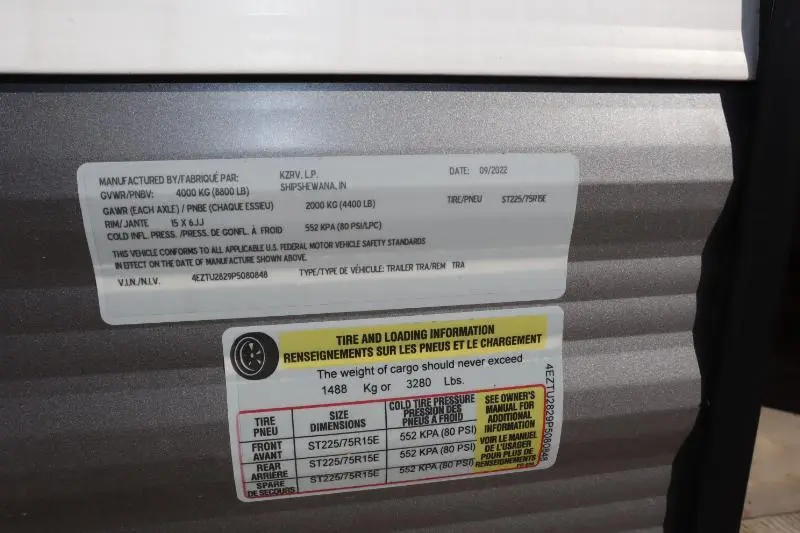 MANUFACTURED BY/FABRIQUÉ PAR: KZRV, L.P. DATE: 09/2022
SHIPSHEWANA, IN
GVWR/PNBV: 4000 KG (8800 LB)
GAWR (EACH AXLE) / PNBE (CHAQUE ESSIEU) 2000 KG (4400 LB) TIRE/PNEU ST225/75R15E
RIM/JANTE 15 X 6JJ
COLD INFL. PRESS. /PRESS. DE GONFL. À FROID 552 KPA (80 PSI/LPC)
THIS VEHICLE CONFORMS TO ALL APPLICABLE U.S. FEDERAL MOTOR VEHICLE SAFETY STANDARDS
IN EFFECT ON THE DATE OF MANUFACTURE SHOWN ABOVE.
V.I.N./N.I.V. 4EZTU2829P5080848 TYPE/TYPE DE VÉHICULE: TRAILER TRA/REM TRA
TIRE AND LOADING INFORMATION
RENSEIGNEMENTS SUR LES PNEUS ET LE CHARGEMENT
The weight of cargo should never exceed
1488 Kg or 3280 Lbs.
TIRE
PNEU
SIZE
DIMENSIONS
COLD TIRE PRESSURE
PRESSION DES
PNEUS À FROID
FRONT
AVANT
ST225/75R15E
552 KPA (80 PSI)
REAR
ARRIÈRE
ST225/75R15E
552 KPA (80 PSI)
SPARE
DE SECOURS
ST225/75R15E
552 KPA (80 PSI)
SEE OWNER'S
MANUAL FOR
ADDITIONAL
INFORMATION
VOIR LE MANUEL
DE L'USAGER
POUR PLUS DE
RENSEIGNEMENTS
4EZTU2829P5080848